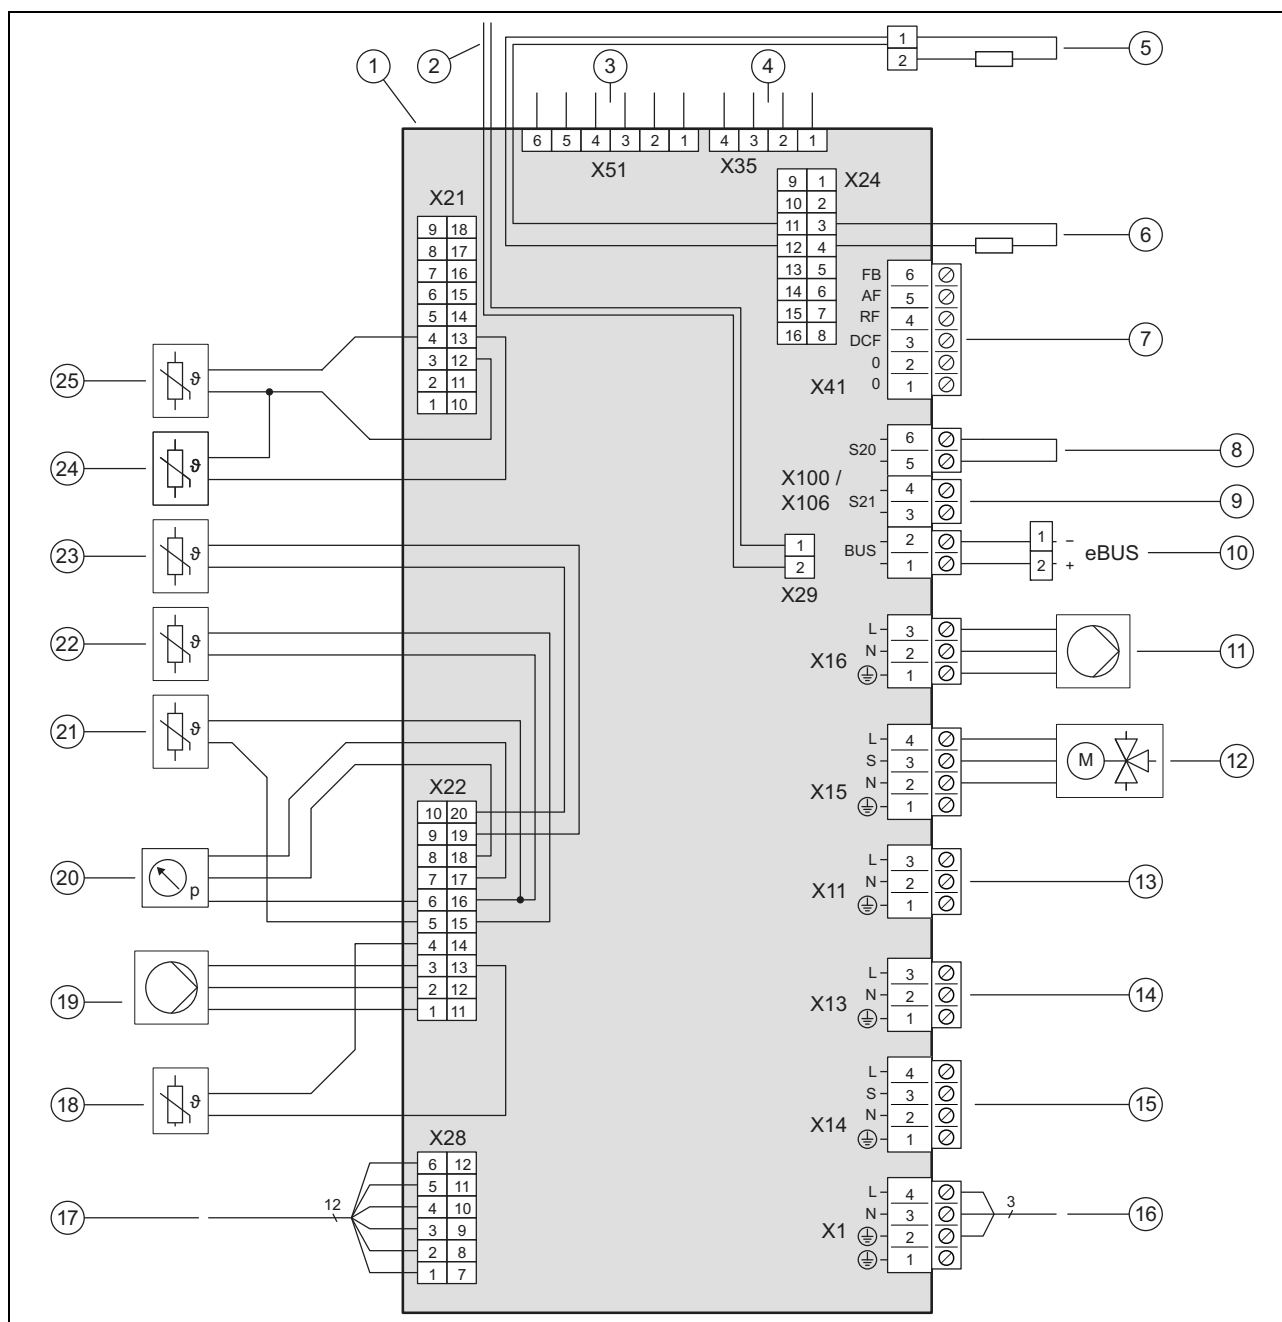 1
2
3
4
1
2
5
6 5 4 3 2 1
4 3 2 1
X51
X35
X24
9 1
10 2
11 3
12 4
13 5
14 6
15 7
16 8
6
X21
9 18
8 17
7 16
6 15
5 14
4 13
3 12
2 11
1 10
FB 6
AF 5
RF 4
DCF 3
0 2
0 1
X41
7
25
ϑ
24
ϑ
S20
6
5
8
X100 /
X106
S21
4
3
9
BUS
2
1
1 –
2 +
eBUS
10
1
2
X29
23
ϑ
22
ϑ
21
ϑ
X16
L 3
N 2
1
11
X15
L 4
S 3
N 2
1
M
12
X22
10 20
9 19
8 18
7 17
6 16
5 15
4 14
3 13
2 12
1 11
20
p
19
18
ϑ
X11
L 3
N 2
1
13
X13
L 3
N 2
1
14
X14
L 4
S 3
N 2
1
15
X28
6 12
5 11
4 10
3 9
2 8
1 7
17
12
X1
L 4
N 3
2
1
3
16